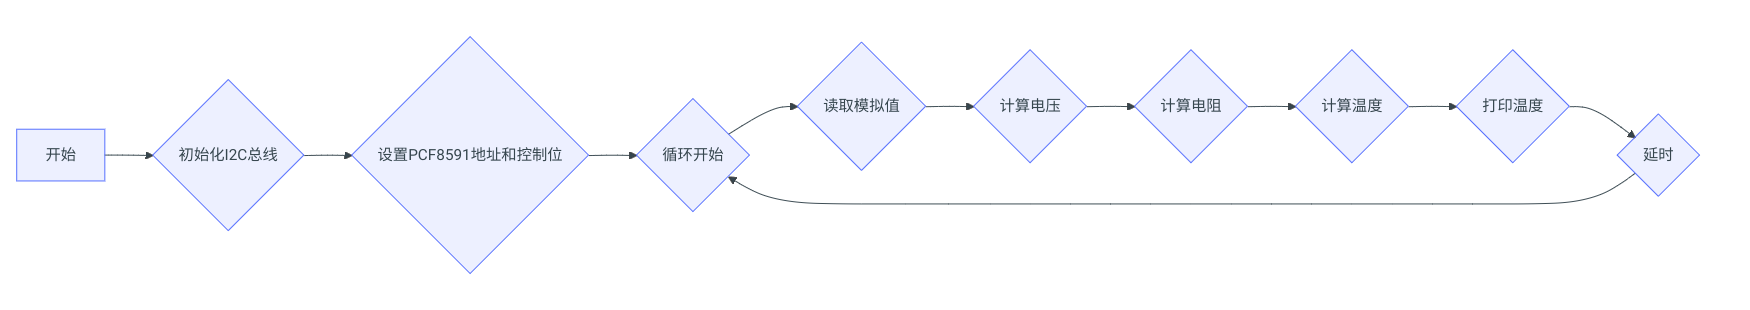 开始
初始化I2C总线
设置PCF8591地址和控制位
循环开始
读取模拟值
计算电压
计算电阻
计算温度
打印温度
延时